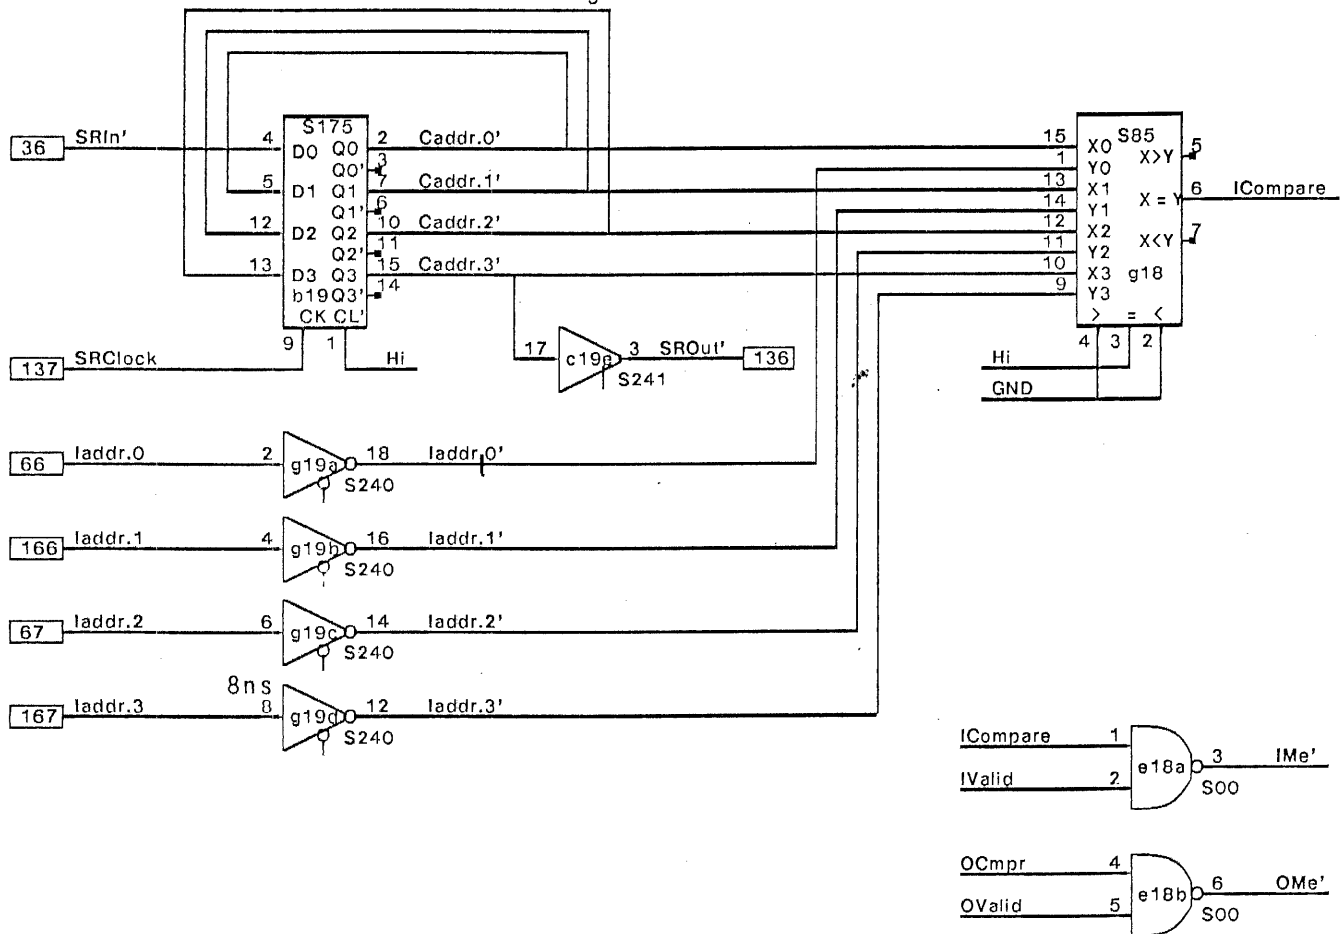 g
S175
S85
36 SRIn' 4 D0 Q0 2 Caddr.0' 15 X0 X>Y 5
Q0' 3 1 Y0
5 D1 Q1 7 Caddr.1' 13 X1 X=Y 6 ICompare
Q1' 6 14 Y1
12 D2 Q2 10 Caddr.2' 12 X2 X<Y 7
Q2' 11 11 Y2
13 D3 Q3 15 Caddr.3' 10 X3 g18
b19 Q3' 14 9 Y3
CK CL' > = <
9 1 4 3 2
137 SRClock Hi
17 c19e 3 SROut' 136
S241
Hi
GND
66 Iaddr.0 2 g19a 18 Iaddr.0'
S240
166 Iaddr.1 4 g19b 16 Iaddr.1'
S240
67 Iaddr.2 6 g19c 14 Iaddr.2'
S240
8ns
167 Iaddr.3 8 g19d 12 Iaddr.3'
S240
ICompare 1 e18a 3 IMe'
IValid 2 S00
OCmpr 4 e18b 6 OMe'
OValid 5 S00